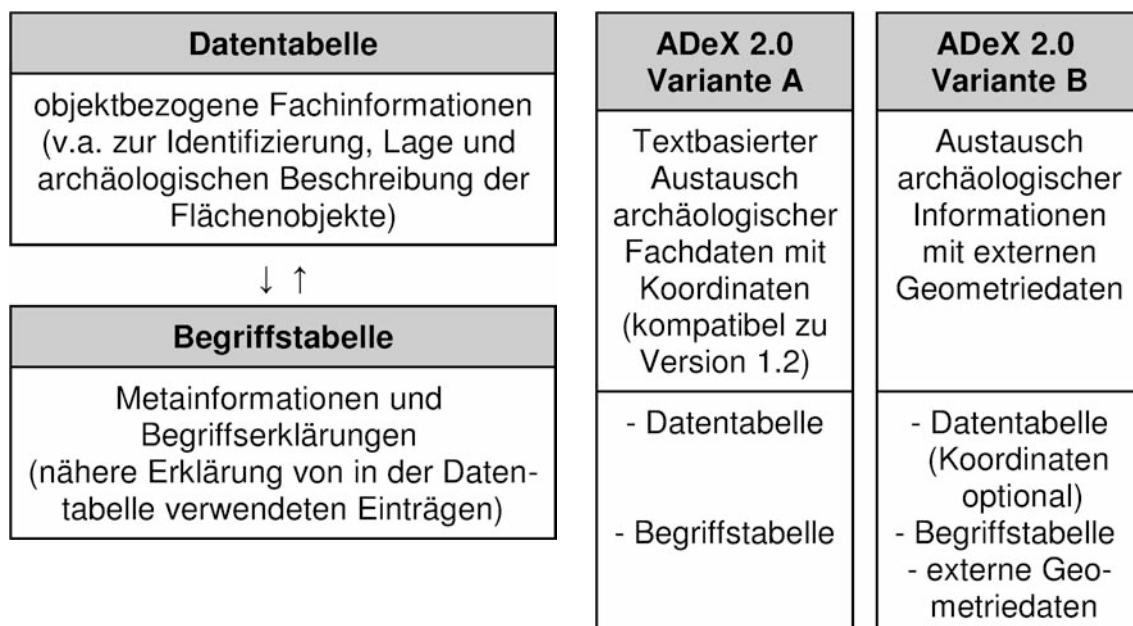 Datentabelle
objektbezogene Fachinformationen
(v.a. zur Identifizierung, Lage und
archäologischen Beschreibung der
Flächenobjekte)
↓ ↑
Begriffstabelle
Metainformationen und
Begriffserklärungen
(nähere Erklärung von in der Daten-
tabelle verwendeten Einträgen)
ADeX 2.0
Variante A
Textbasierter
Austausch
archäologischer
Fachdaten mit
Koordinaten
(kompatibel zu
Version 1.2)
- Datentabelle
- Begriffstabelle
ADeX 2.0
Variante B
Austausch
archäologischer
Informationen
mit externen
Geometriedaten
- Datentabelle
(Koordinaten
optional)
- Begriffstabelle
- externe Geo-
metriedaten